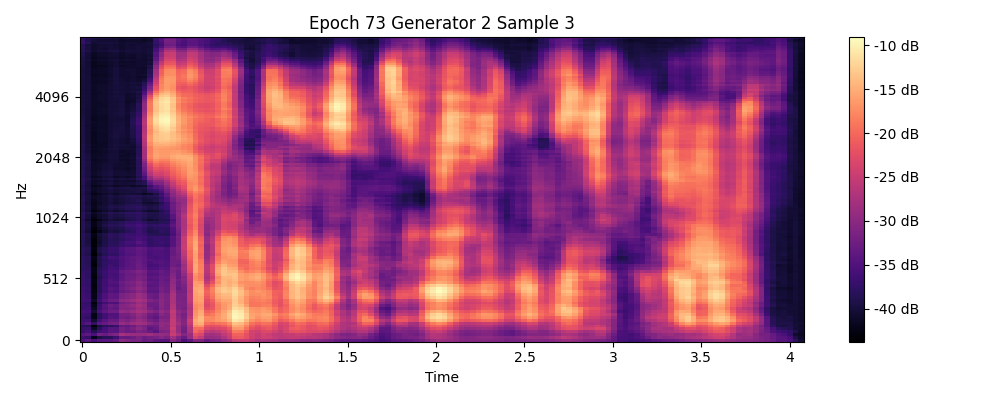 Epoch 73 Generator 2 Sample 3
Hz
4096
2048
1024
512
0
0 0.5 1 1.5 2 2.5 3 3.5 4
Time
-10 dB
-15 dB
-20 dB
-25 dB
-30 dB
-35 dB
-40 dB